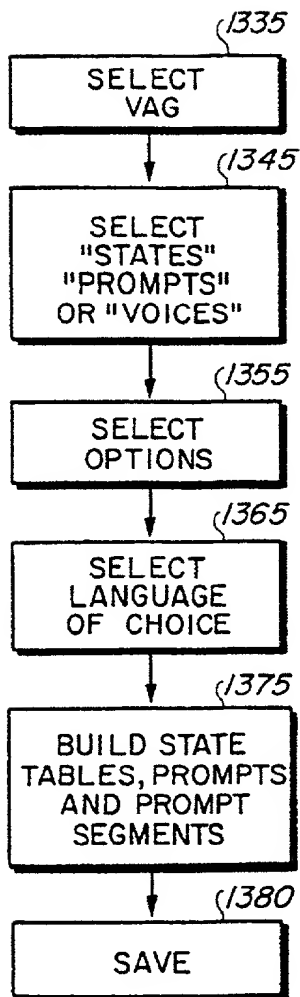 1335
SELECT
VAG
1345
SELECT
"STATES"
"PROMPTS"
OR "VOICES"
1355
SELECT
OPTIONS
1365
SELECT
LANGUAGE
OF CHOICE
1375
BUILD STATE
TABLES, PROMPTS
AND PROMPT
SEGMENTS
1380
SAVE